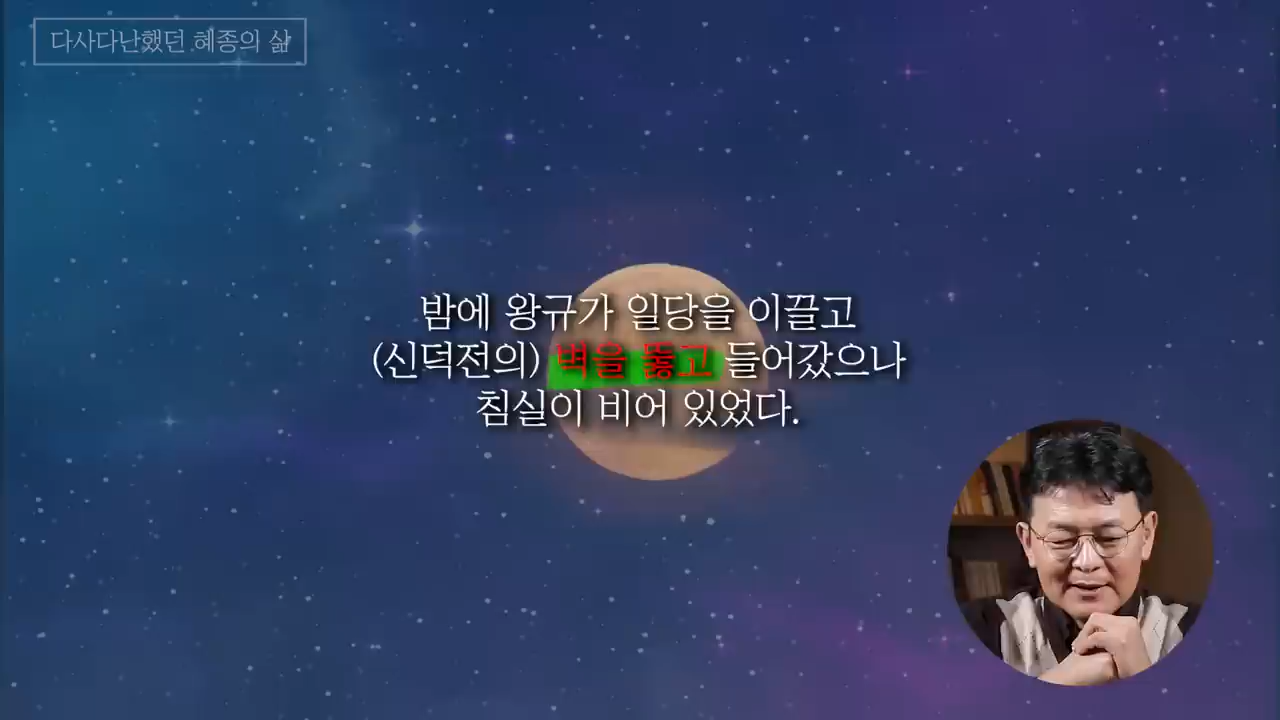 다사다난했던 혜종의 삶
밤에 왕규가 일당을 이끌고
(신덕전의) 벽을 뚫고 들어갔으나
침실이 비어 있었다.